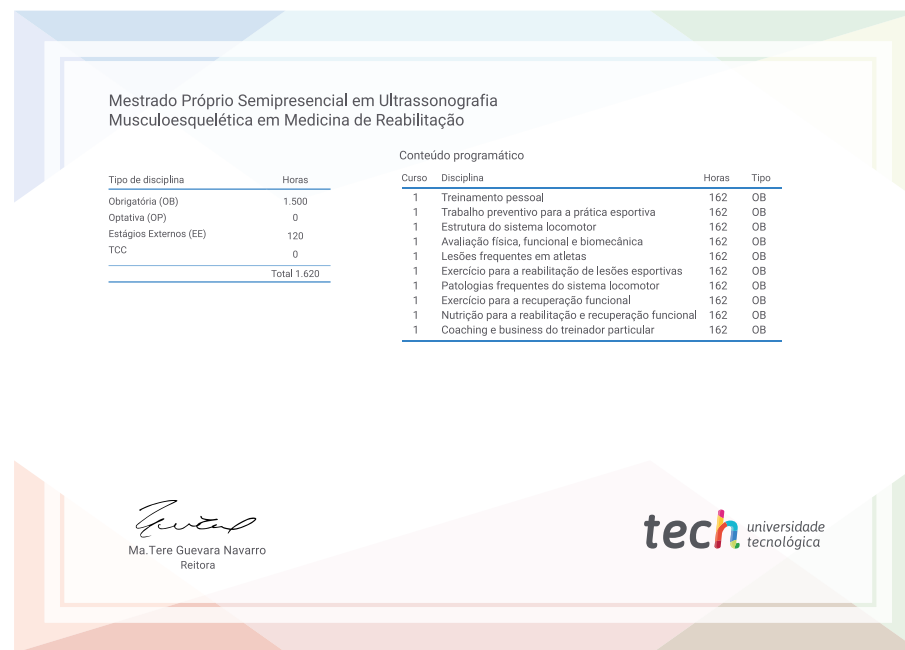 Mestrado Próprio Semipresencial em Ultrassonografia
Musculoesquelética em Medicina de Reabilitação
Tipo de disciplina Horas
Obrigatória (OB) 1.500
Optativa (OP) 0
Estágios Externos (EE) 120
TCC 0
Total 1.620
Conteúdo programático
Curso Disciplina Horas Tipo
1 Treinamento pessoal 162 OB
1 Trabalho preventivo para a prática esportiva 162 OB
1 Estrutura do sistema locomotor 162 OB
1 Avaliação física, funcional e biomecânica 162 OB
1 Lesões frequentes em atletas 162 OB
1 Exercício para a reabilitação de lesões esportivas 162 OB
1 Patologias frequentes do sistema locomotor 162 OB
1 Exercício para a recuperação funcional 162 OB
1 Nutrição para a reabilitação e recuperação funcional 162 OB
1 Coaching e business do treinador particular 162 OB
Ma.Tere Guevara Navarro
Reitora
tech universidade
tecnológica